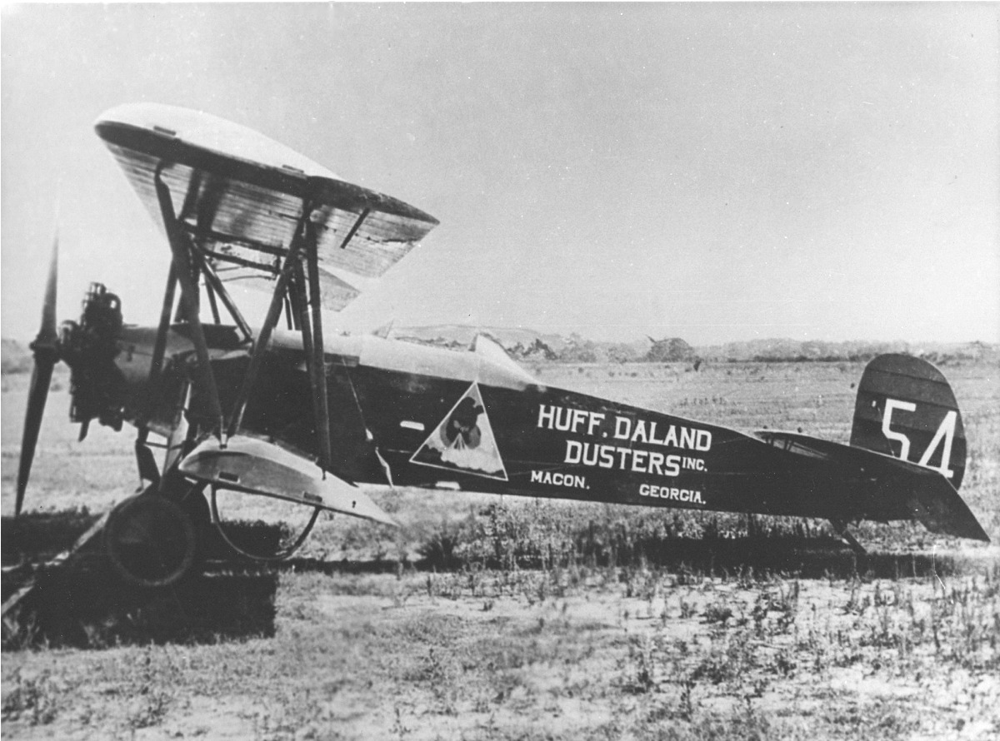 HUFF. DALAND
DUSTERS INC.
MACON. GEORGIA.
54